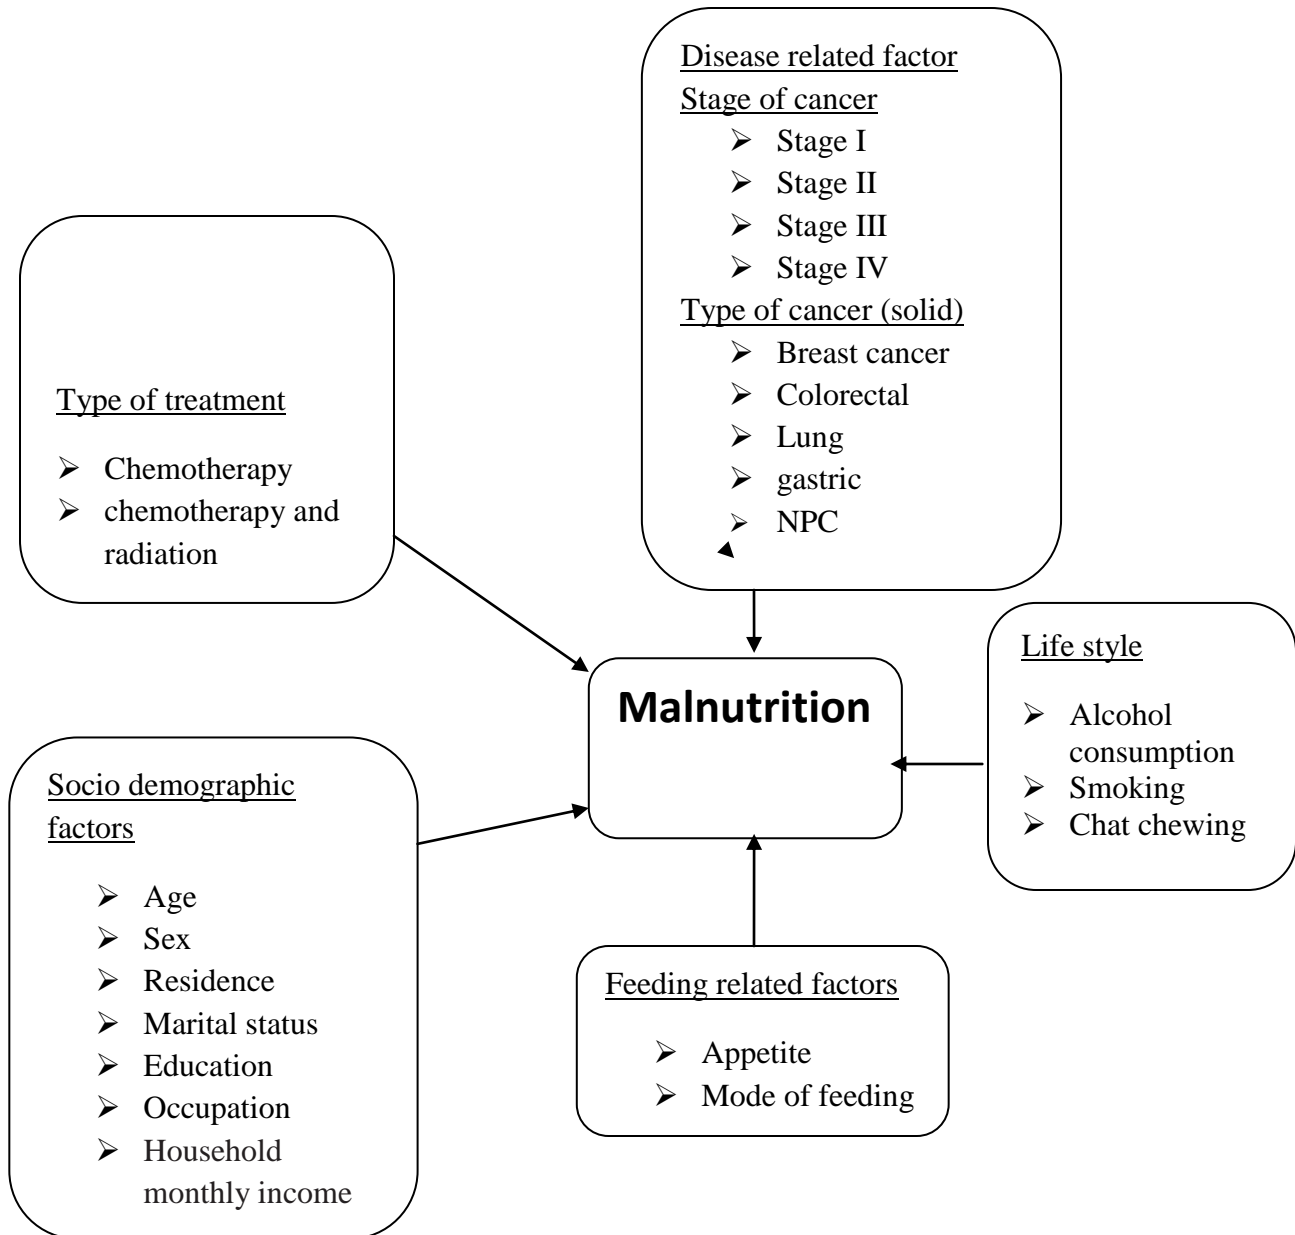 Disease related factor
Stage of cancer
➢ Stage I
➢ Stage II
➢ Stage III
➢ Stage IV
Type of cancer (solid)
➢ Breast cancer
➢ Colorectal
➢ Lung
➢ gastric
➢ NPC
Type of treatment
➢ Chemotherapy
➢ chemotherapy and
radiation
Malnutrition
Life style
➢ Alcohol
consumption
➢ Smoking
➢ Chat chewing
Socio demographic
factors
➢ Age
➢ Sex
➢ Residence
➢ Marital status
➢ Education
➢ Occupation
➢ Household
monthly income
Feeding related factors
➢ Appetite
➢ Mode of feeding